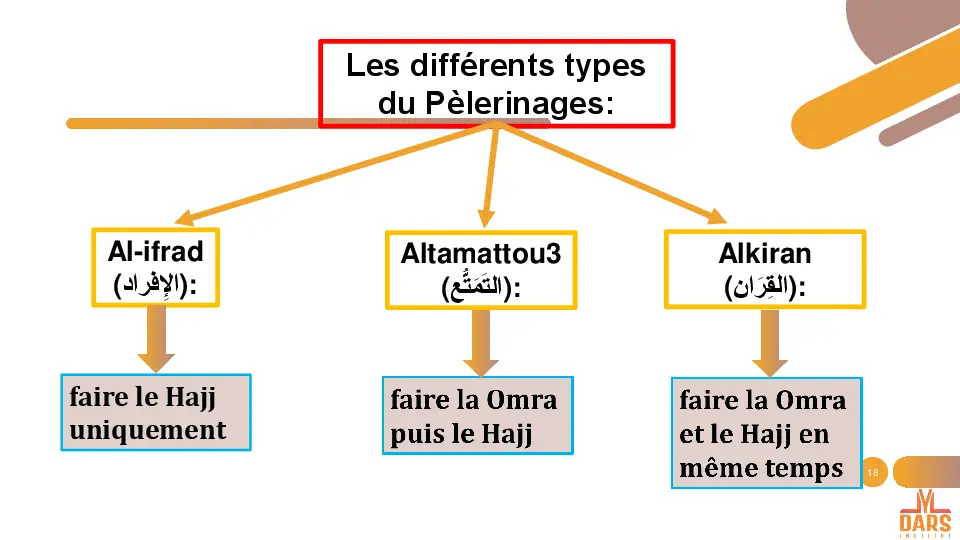 Les différents types
du Pèlerinages:
Al-ifrad
(الإِفراد):
faire le Hajj
uniquement
Altamattou3
(التَمَتُّع):
faire la Omra
puis le Hajj
Alkiran
(القِرَان):
faire la Omra
et le Hajj en
même temps
18
DARS
INSTITUT